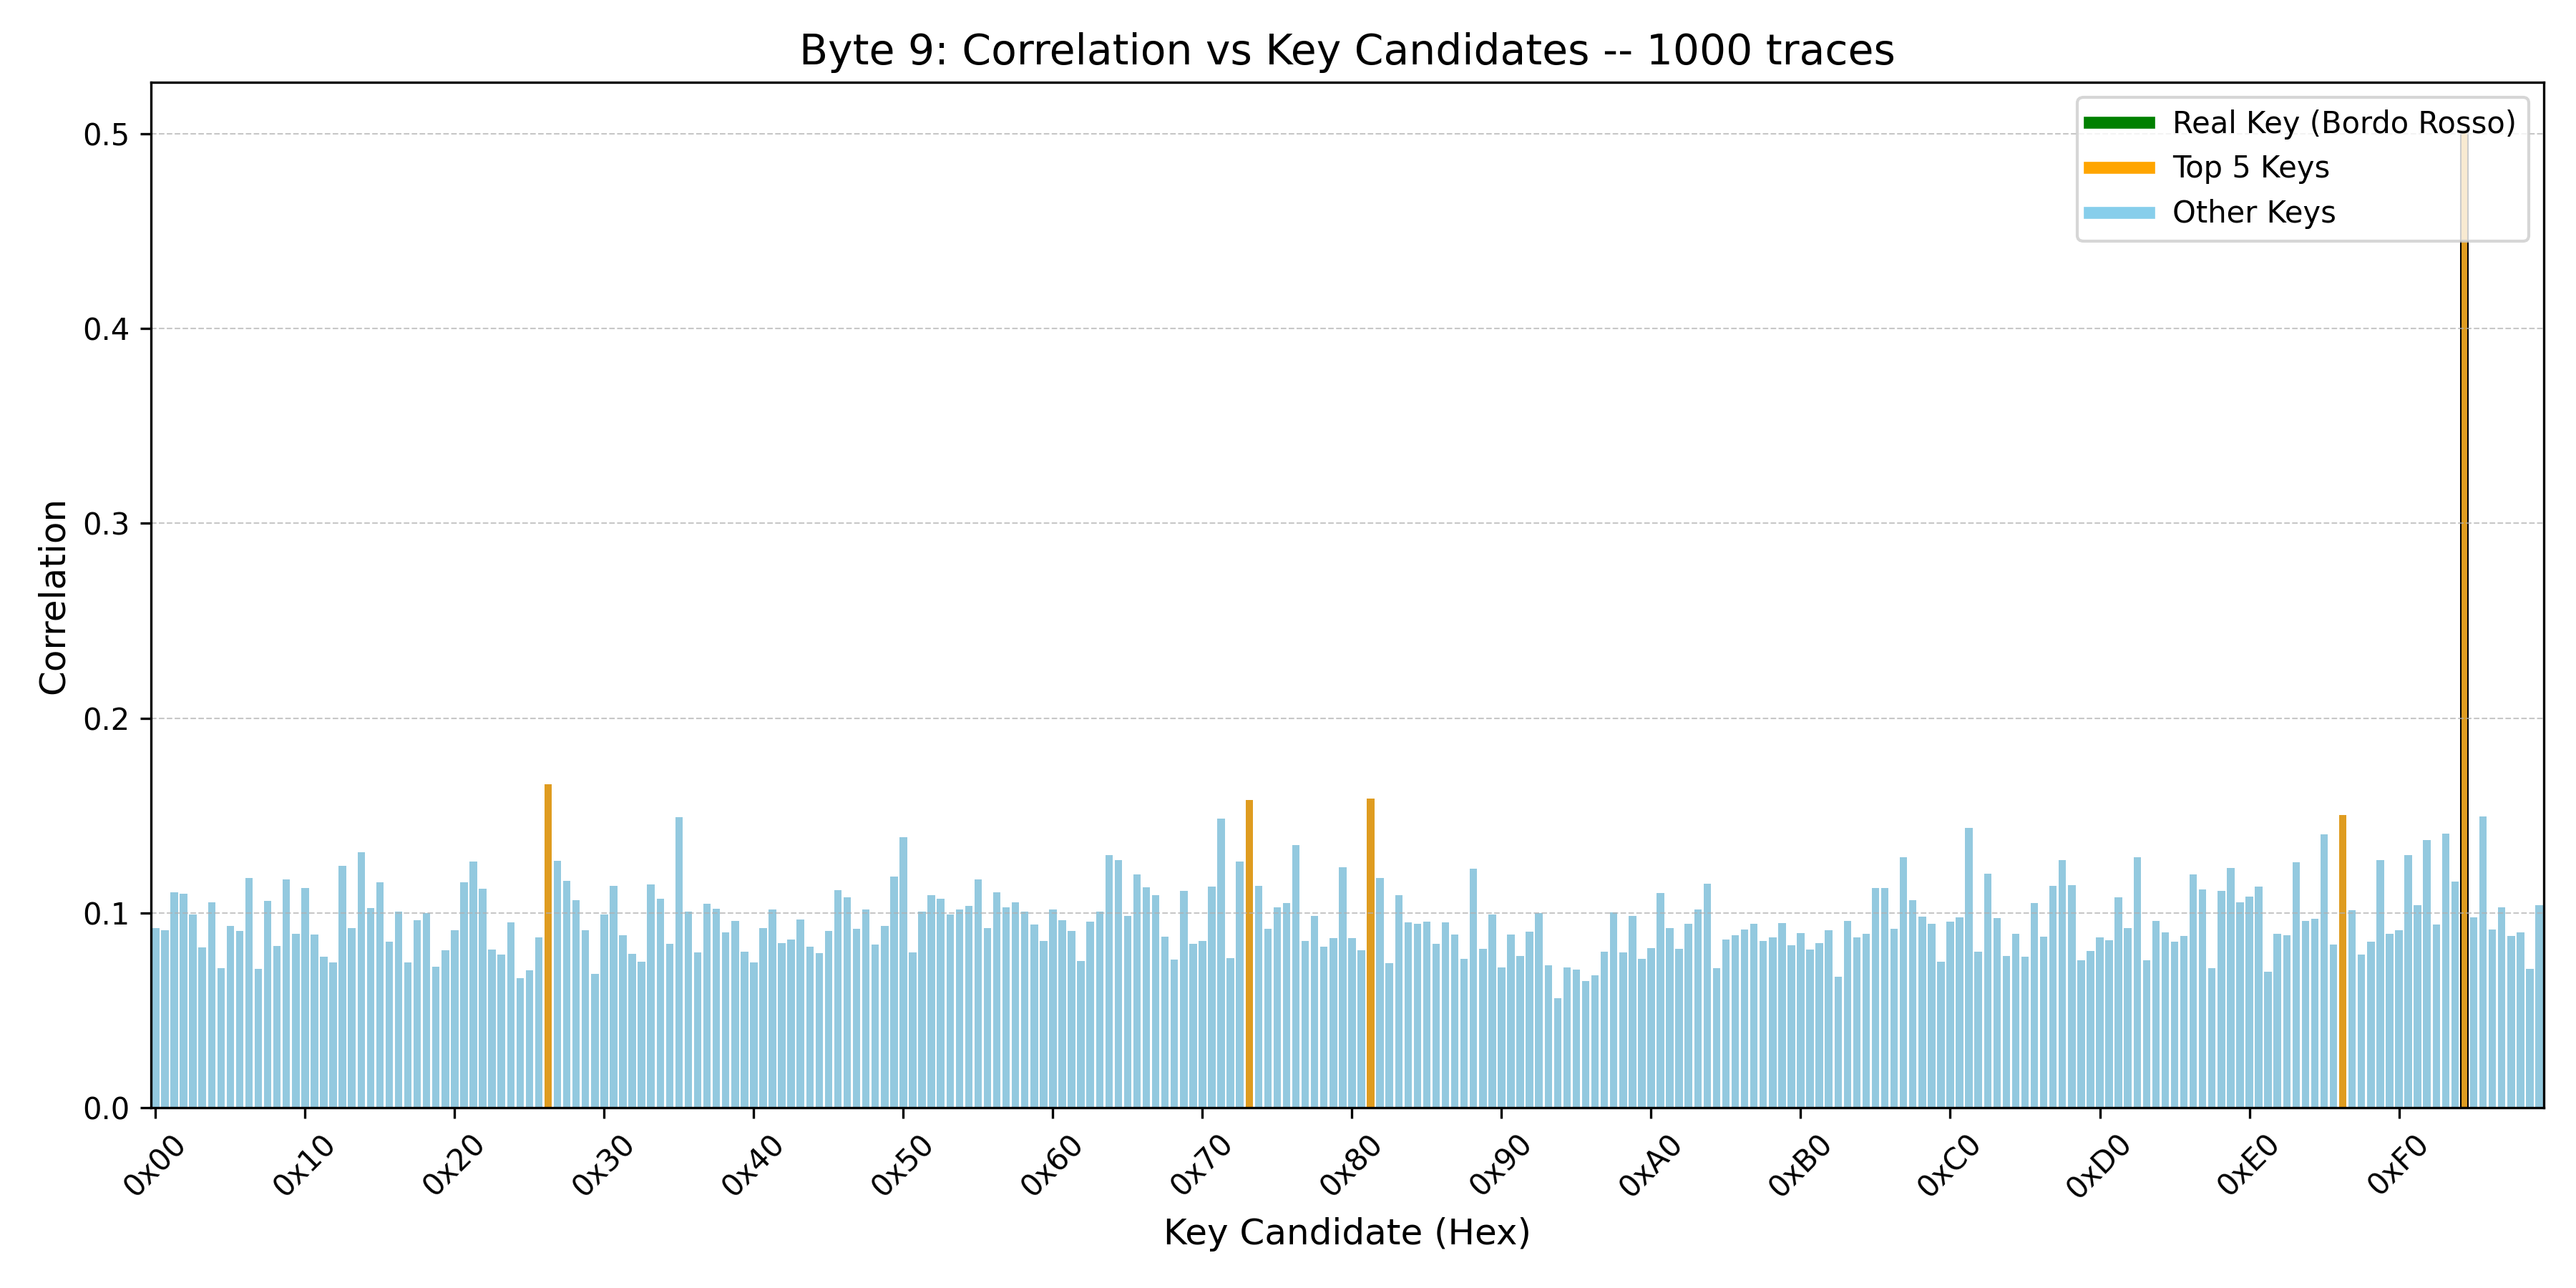 Byte 9: Correlation vs Key Candidates -- 1000 traces
Real Key (Bordo Rosso)
Top 5 Keys
Other Keys
Correlation
0.5
0.4
0.3
0.2
0.1
0.0
0x00 0x10 0x20 0x30 0x40 0x50 0x60 0x70 0x80 0x90 0xA0 0xB0 0xC0 0xD0 0xE0 0xF0
Key Candidate (Hex)